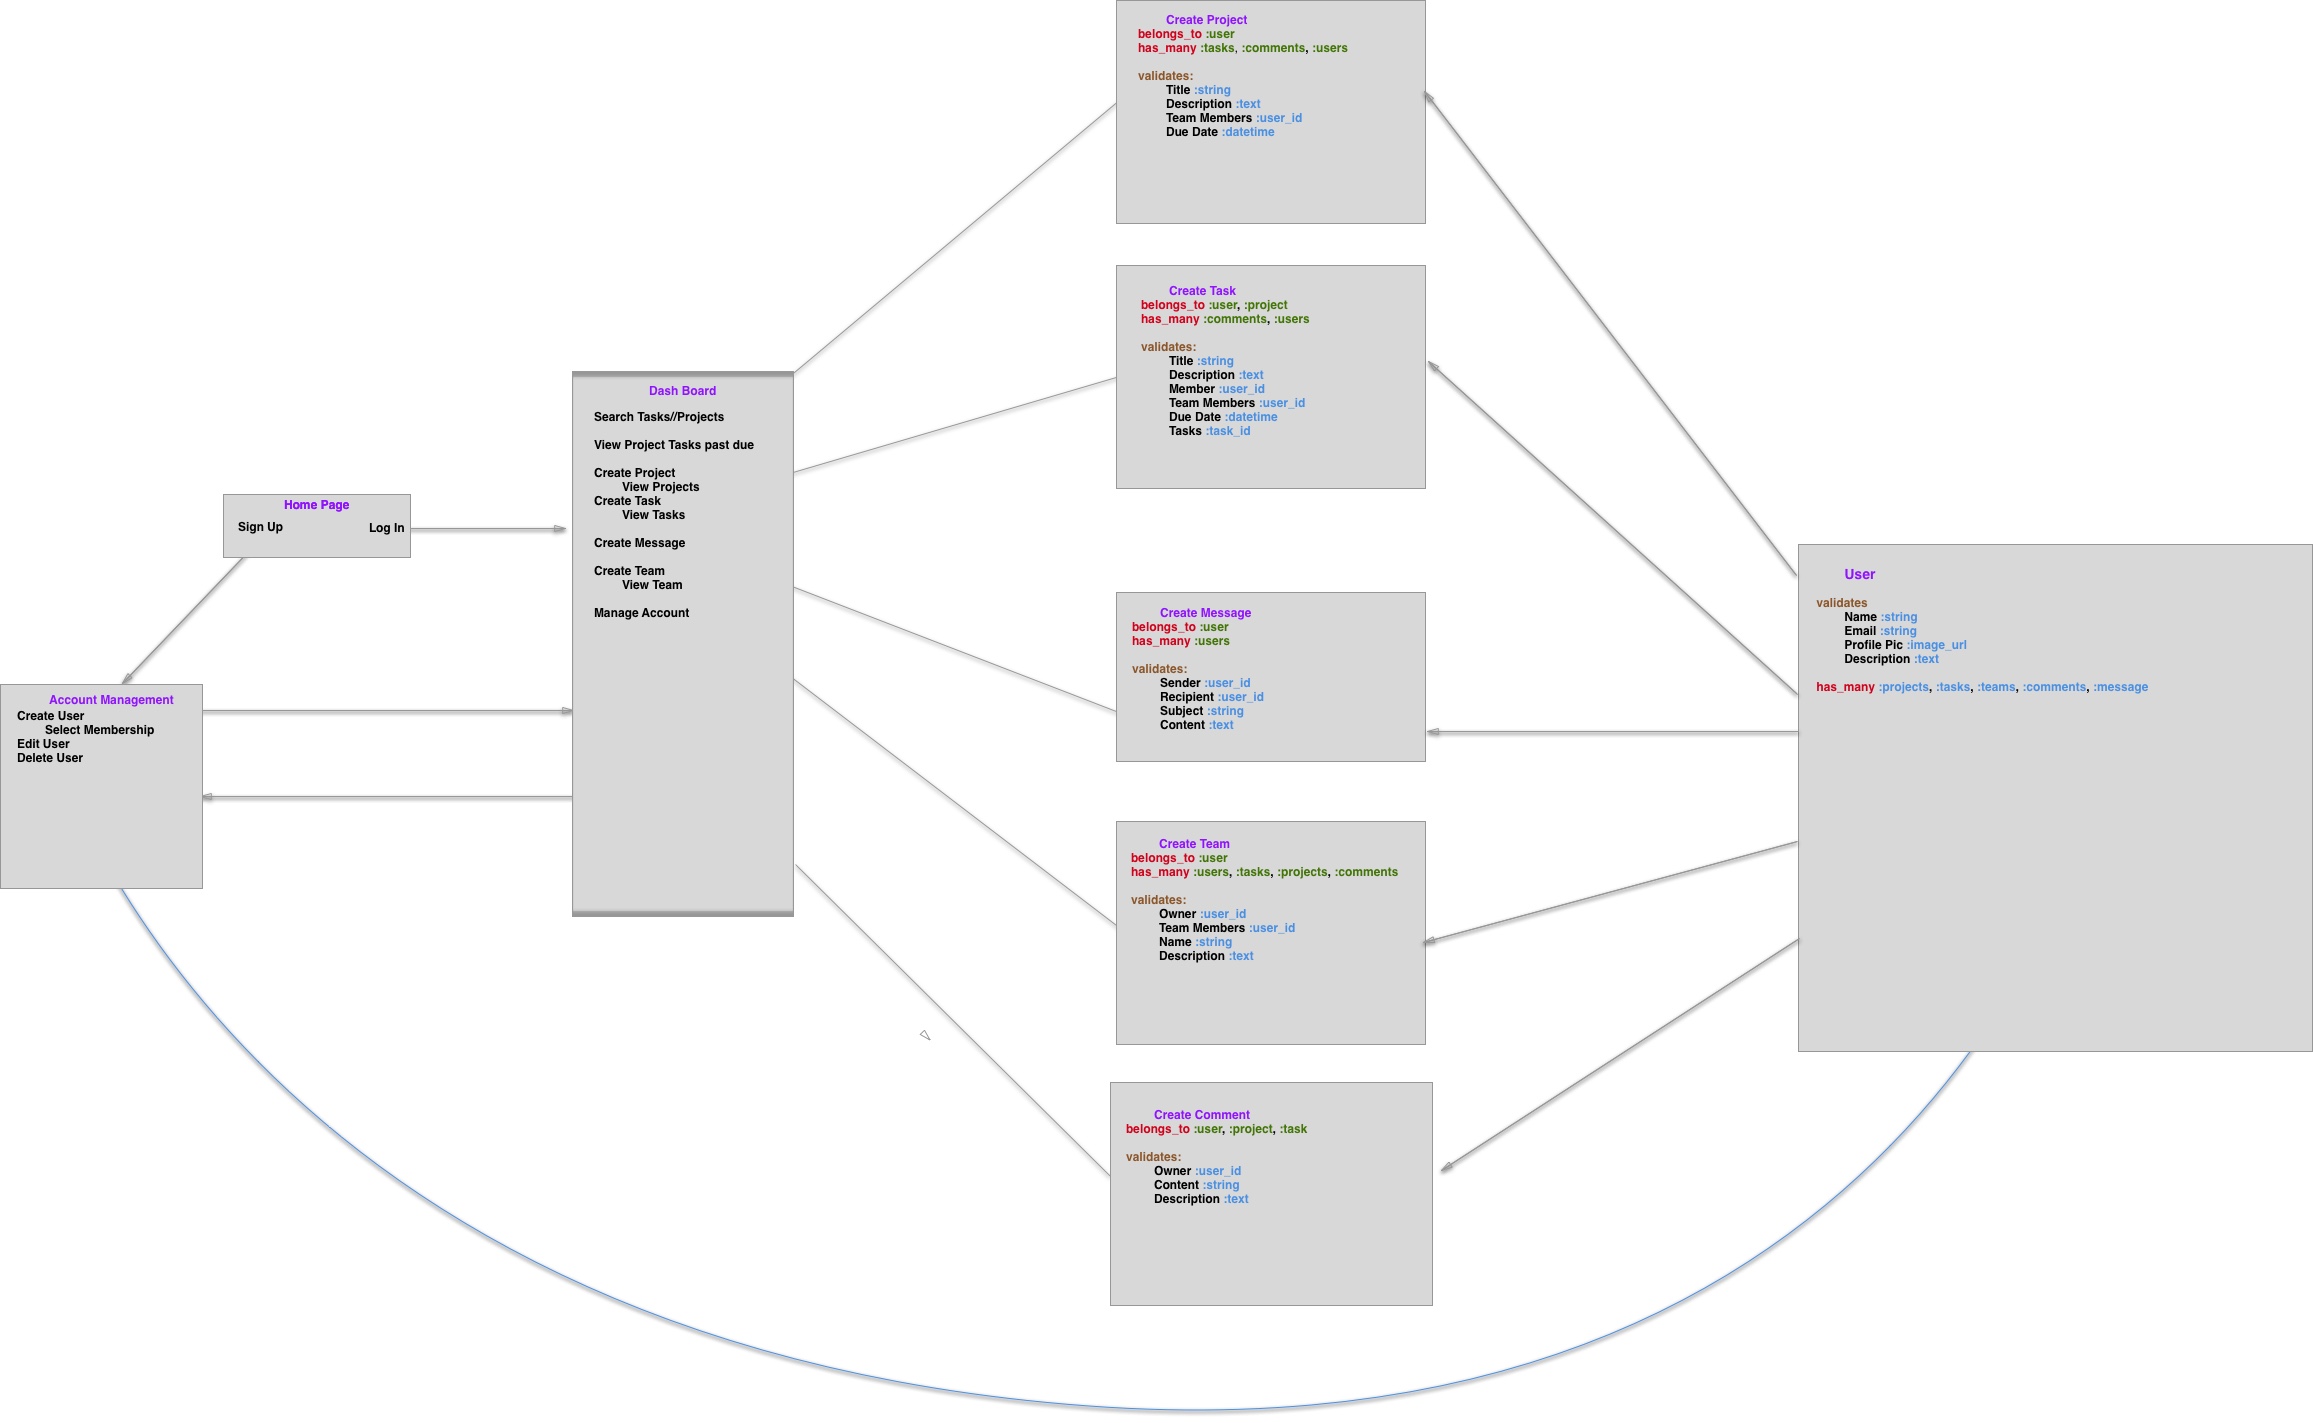 Create Project
belongs_to :user
has_many :tasks, :comments, :users
validates:
Title :string
Description :text
Team Members :user_id
Due Date :datetime
Create Task
belongs_to :user, :project
has_many :comments, :users
validates:
Title :string
Description :text
Member :user_id
Team Members :user_id
Due Date :datetime
Tasks :task_id
Dash Board
Search Tasks//Projects
View Project Tasks past due
Create Project
View Projects
Create Task
View Tasks
Create Message
Create Team
View Team
Manage Account
Home Page
Sign Up
Log In
Account Management
Create User
Select Membership
Edit User
Delete User
Create Message
belongs_to :user
has_many :users
validates:
Sender :user_id
Recipient :user_id
Subject :string
Content :text
User
validates
Name :string
Email :string
Profile Pic :image_url
Description :text
has_many :projects, :tasks, :teams, :comments, :message
Create Team
belongs_to :user
has_many :users, :tasks, :projects, :comments
validates:
Owner :user_id
Team Members :user_id
Name :string
Description :text
Create Comment
belongs_to :user, :project, :task
validates:
Owner :user_id
Content :string
Description :text